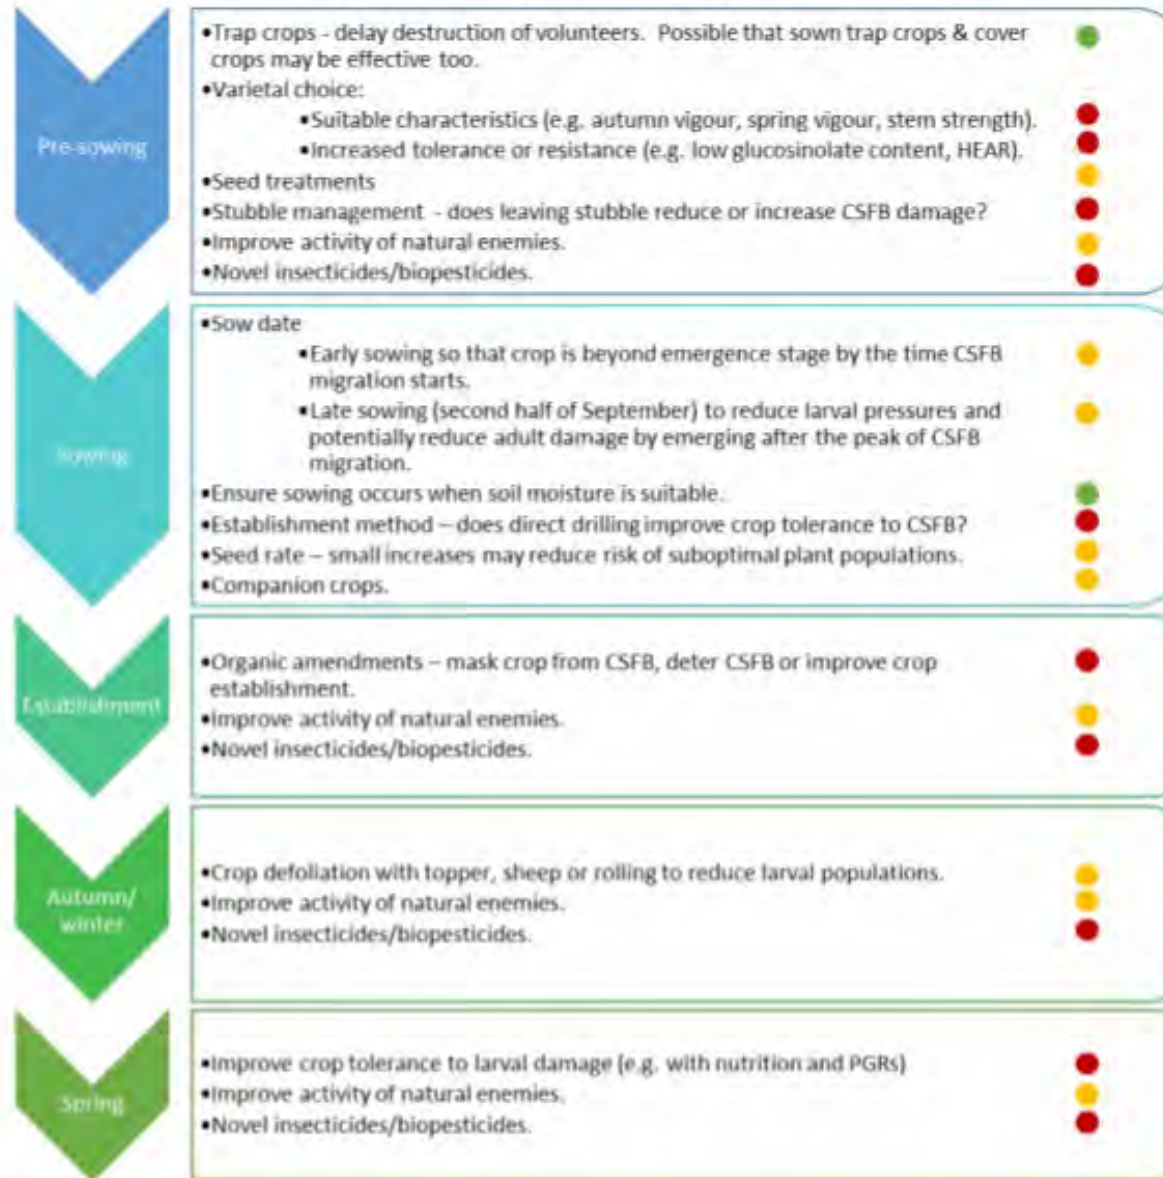 Pre-sowing
•Trap crops - delay destruction of volunteers. Possible that sown trap crops & cover
crops may be effective too.
•Varietal choice:
•Suitable characteristics (e.g. autumn vigour, spring vigour, stem strength).
•Increased tolerance or resistance (e.g. low glucosinolate content, HEAR).
•Seed treatments
•Stubble management - does leaving stubble reduce or increase CSFB damage?
•Improve activity of natural enemies.
•Novel insecticides/biopesticides.
Sowing
•Sow date
•Early sowing so that crop is beyond emergence stage by the time CSFB
migration starts.
•Late sowing (second half of September) to reduce larval pressures and
potentially reduce adult damage by emerging after the peak of CSFB
migration.
•Ensure sowing occurs when soil moisture is suitable.
•Establishment method – does direct drilling improve crop tolerance to CSFB?
•Seed rate – small increases may reduce risk of suboptimal plant populations.
•Companion crops.
Establishment
•Organic amendments – mask crop from CSFB, deter CSFB or improve crop
establishment.
•Improve activity of natural enemies.
•Novel insecticides/biopesticides.
Autumn/
winter
•Crop defoliation with topper, sheep or rolling to reduce larval populations.
•Improve activity of natural enemies.
•Novel insecticides/biopesticides.
Spring
•Improve crop tolerance to larval damage (e.g. with nutrition and PGRs)
•Improve activity of natural enemies.
•Novel insecticides/biopesticides.